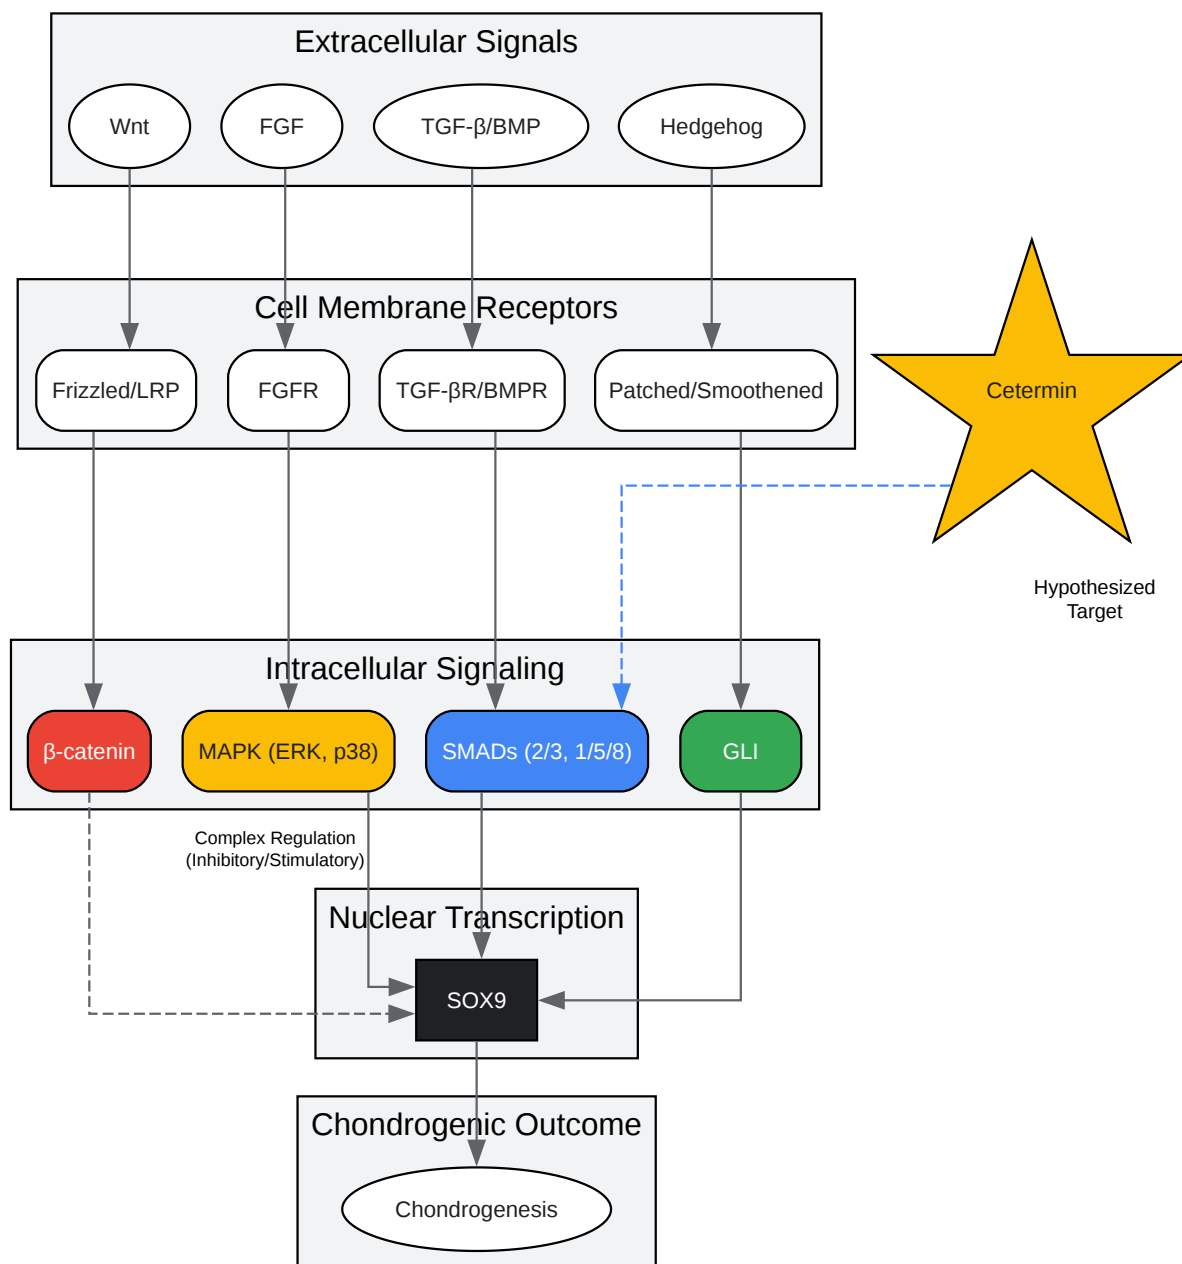 Extracellular Signals
Wnt
FGF
TGF-β/BMP
Hedgehog
Cell Membrane Receptors
Frizzled/LRP
FGFR
TGF-βR/BMPR
Patched/Smoothened
Cetermin
Hypothesized
Target
Intracellular Signaling
β-catenin
MAPK (ERK, p38)
SMADs (2/3, 1/5/8)
GLI
Complex Regulation
(Inhibitory/Stimulatory)
Nuclear Transcription
SOX9
Chondrogenic Outcome
Chondrogenesis